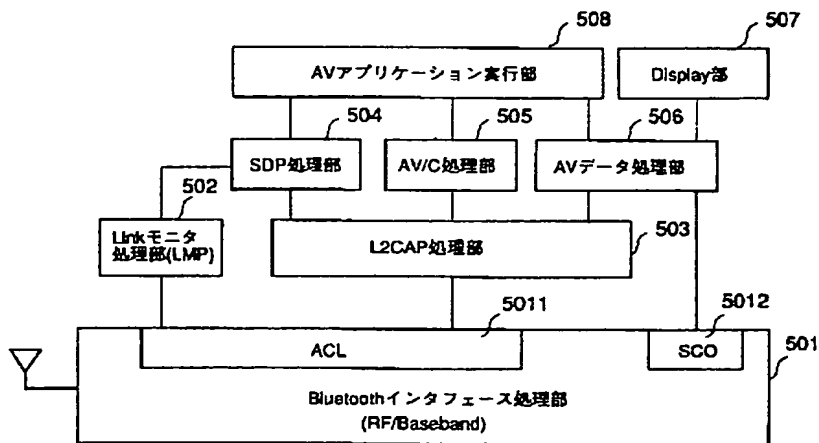 508
507
AVアプリケーション実行部
Display部
504
505
506
SDP処理部
AV/C処理部
AVデータ処理部
502
Linkモニタ
処理部(LMP)
L2CAP処理部
503
5011
5012
ACL
SCO
501
Bluetoothインタフェース処理部
(RF/Baseband)